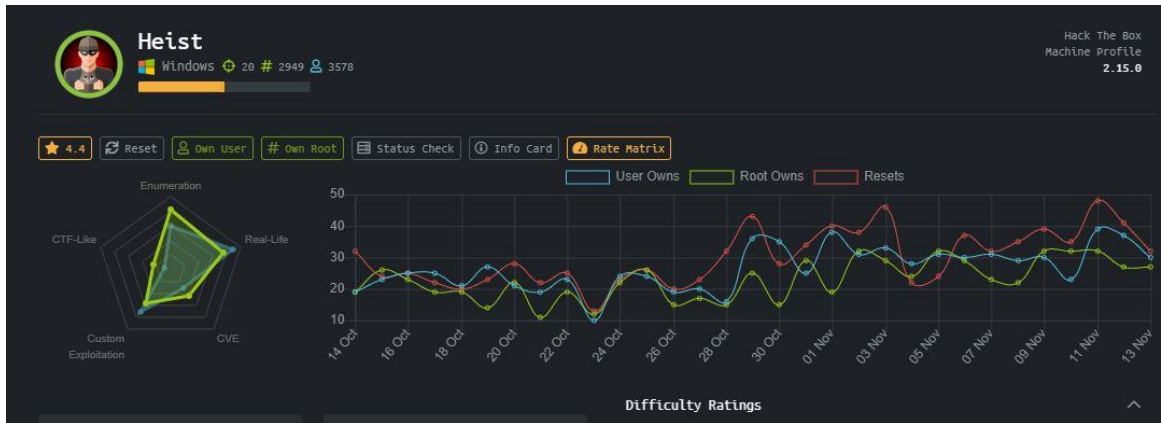 Heist
Windows 20 # 2949 3578
Hack The Box
Machine Profile
2.15.0
4.4 Reset Own User # Own Root Status Check Info Card Rate Matrix
Enumeration
CTF-Like
Real-Life
Custom
Exploitation
CVE
User Owns Root Owns Resets
50
40
30
20
10
14 Oct 16 Oct 18 Oct 20 Oct 22 Oct 24 Oct 26 Oct 28 Oct 30 Oct 01 Nov 03 Nov 05 Nov 07 Nov 09 Nov 11 Nov 13 Nov
Difficulty Ratings